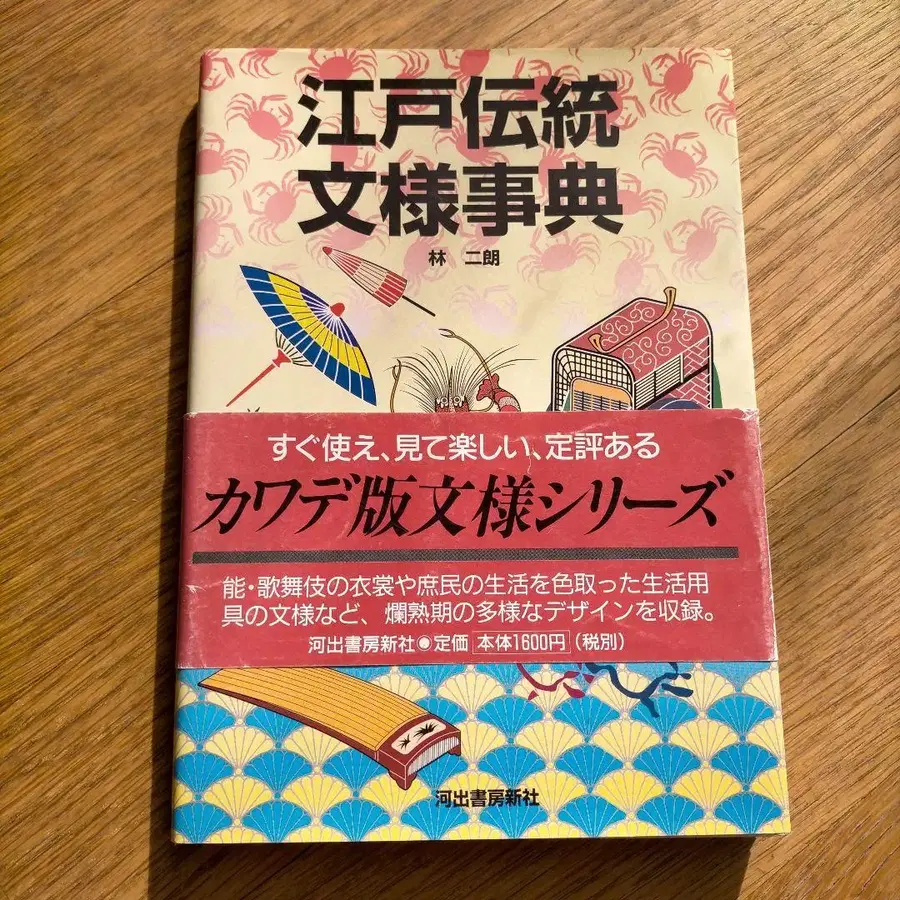 江戸伝統
文様事典
林 二朗
すぐ使え、見て楽しい、定評ある
カワデ版文様シリーズ
能・歌舞伎の衣裳や庶民の生活を色取った生活用
具の文様など、爛熟期の多様なデザインを収録。
河出書房新社◉定価 本体1600円 (税別)
河出書房新社